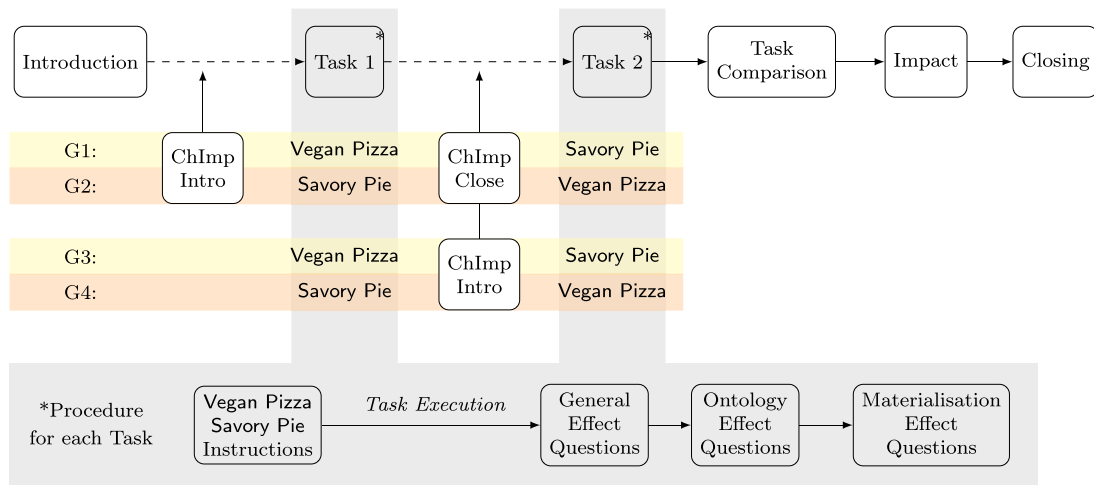 Introduction
Task 1
*
Task 2
*
Task
Comparison
Impact
Closing
G1:
Vegan Pizza
Savory Pie
G2:
Savory Pie
Vegan Pizza
ChImp
Intro
ChImp
Close
G3:
Vegan Pizza
Savory Pie
G4:
Savory Pie
Vegan Pizza
ChImp
Intro
*Procedure
for each Task
Vegan Pizza
Savory Pie
Instructions
Task Execution
General
Effect
Questions
Ontology
Effect
Questions
Materialisation
Effect
Questions